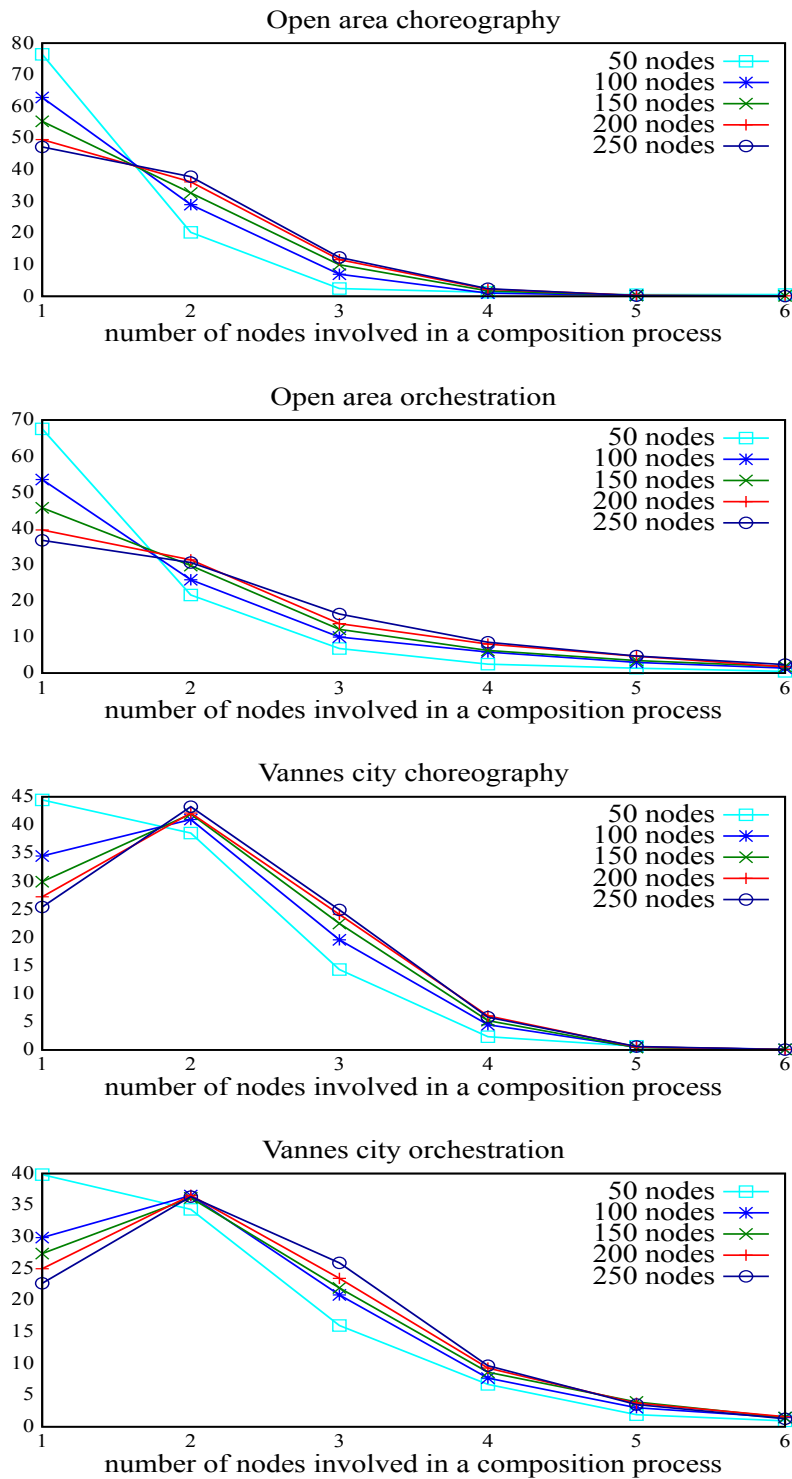 Open area choreography
80
70
60
50
40
30
20
10
0
50 nodes
100 nodes
150 nodes
200 nodes
250 nodes
1 2 3 4 5 6
number of nodes involved in a composition process
Open area orchestration
70
60
50
40
30
20
10
0
50 nodes
100 nodes
150 nodes
200 nodes
250 nodes
1 2 3 4 5 6
number of nodes involved in a composition process
Vannes city choreography
45
40
35
30
25
20
15
10
5
0
50 nodes
100 nodes
150 nodes
200 nodes
250 nodes
1 2 3 4 5 6
number of nodes involved in a composition process
Vannes city orchestration
40
35
30
25
20
15
10
5
0
50 nodes
100 nodes
150 nodes
200 nodes
250 nodes
1 2 3 4 5 6
number of nodes involved in a composition process